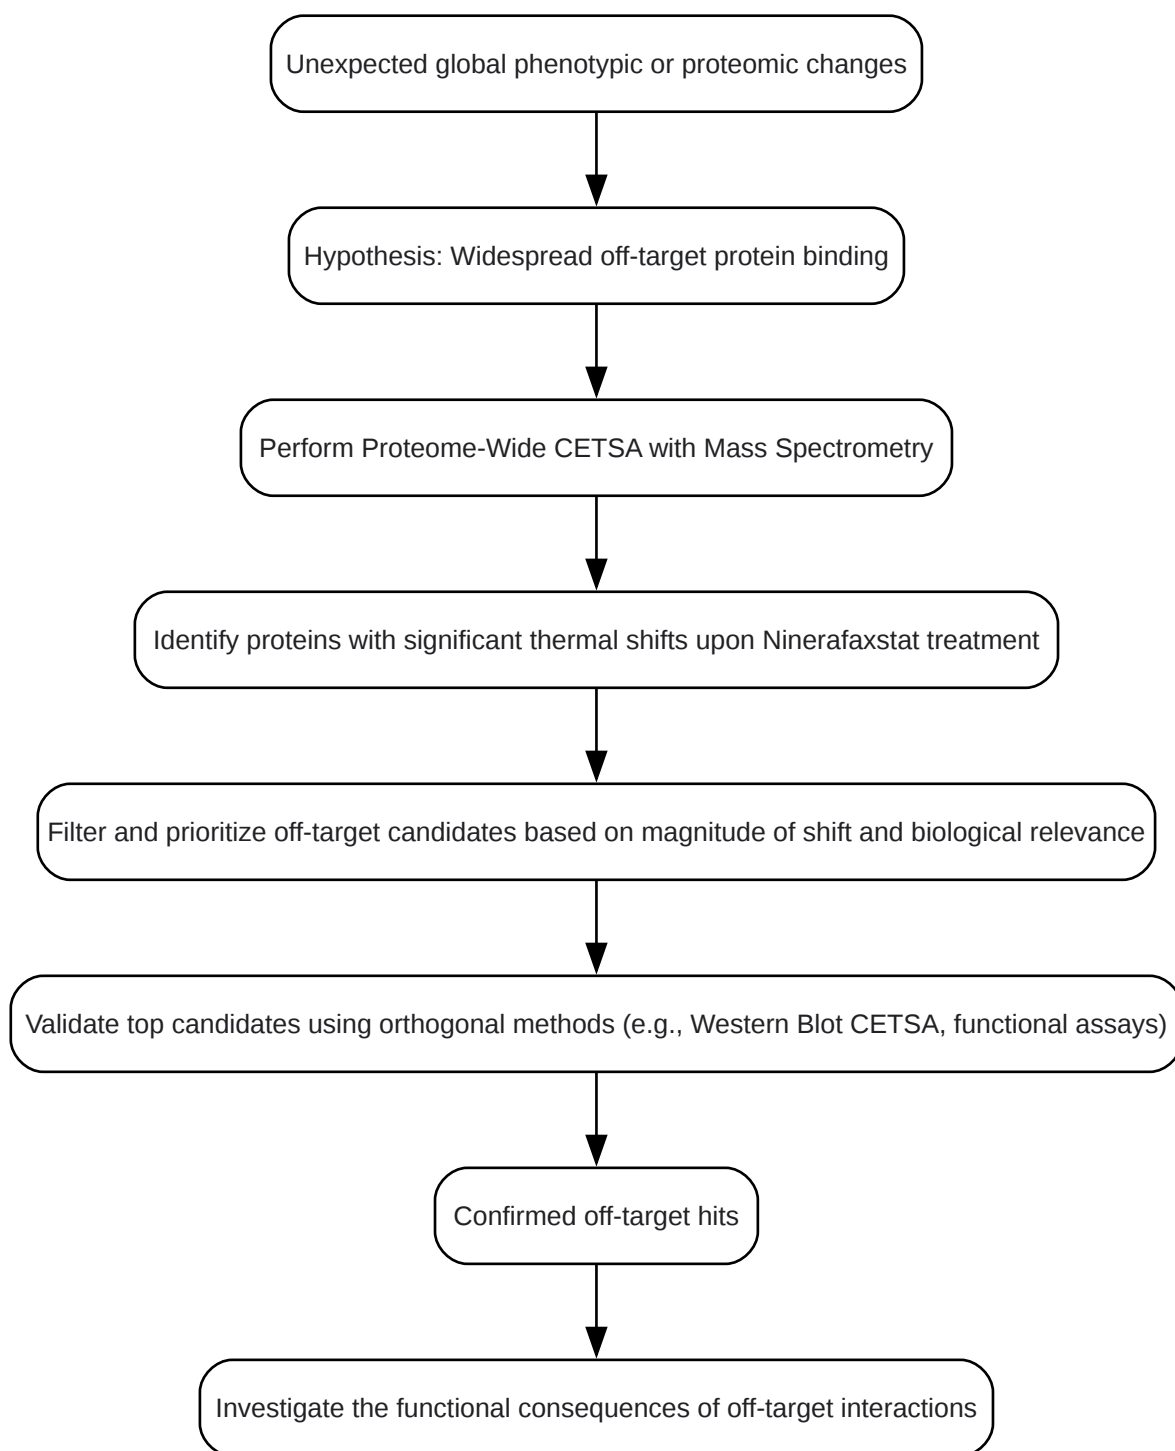 Unexpected global phenotypic or proteomic changes
Hypothesis: Widespread off-target protein binding
Perform Proteome-Wide CETSA with Mass Spectrometry
Identify proteins with significant thermal shifts upon Ninerafaxstat treatment
Filter and prioritize off-target candidates based on magnitude of shift and biological relevance
Validate top candidates using orthogonal methods (e.g., Western Blot CETSA, functional assays)
Confirmed off-target hits
Investigate the functional consequences of off-target interactions